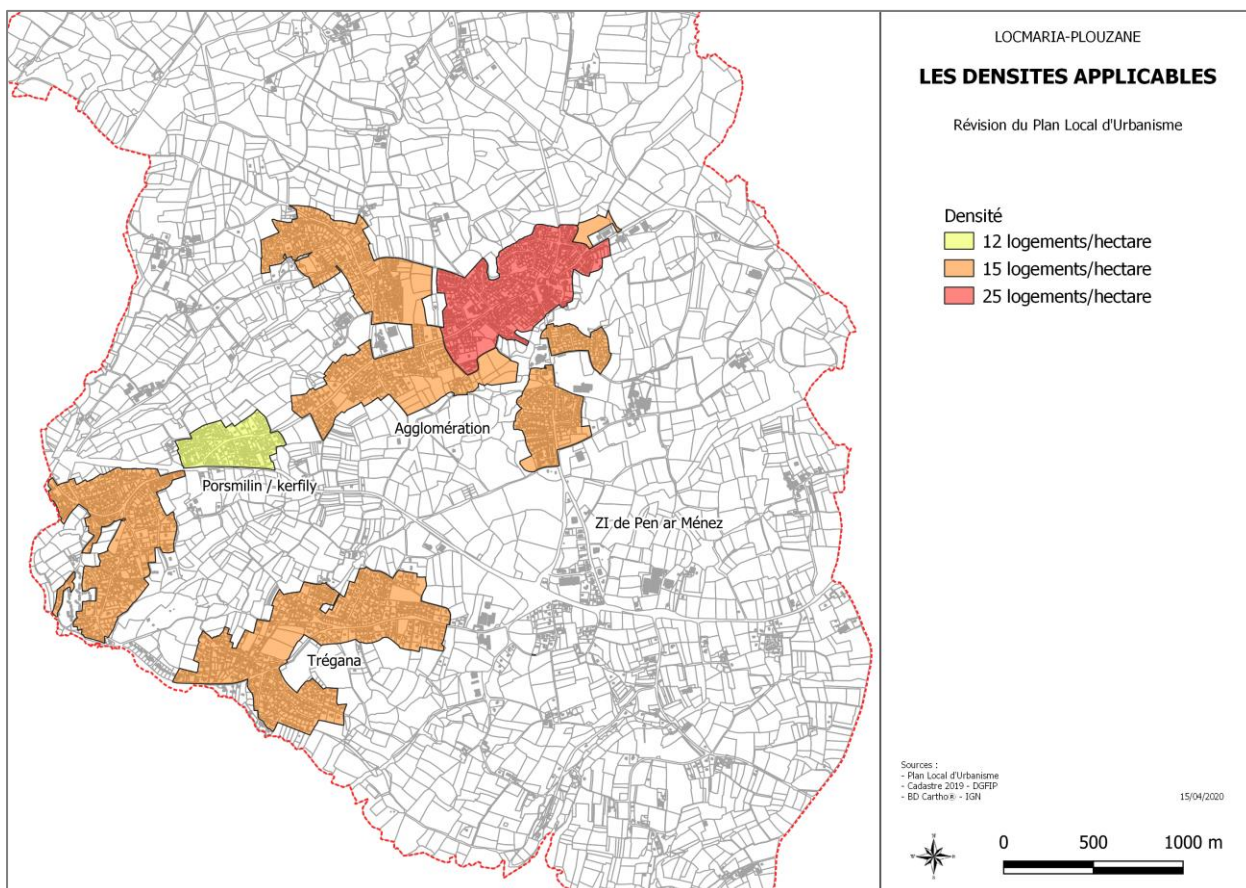 LOCMARIA-PLOUZANE
LES DENSITES APPLICABLES
Révision du Plan Local d'Urbanisme
Densité
12 logements/hectare
15 logements/hectare
25 logements/hectare
Agglomération
Porsmilin / kerfily
ZI de Pen ar Ménez
Trégana
Sources :
- Plan Local d'Urbanisme
- Cadastre 2019 - DGFIP
- BD Cartho® - IGN
15/04/2020
0 500 1000 m